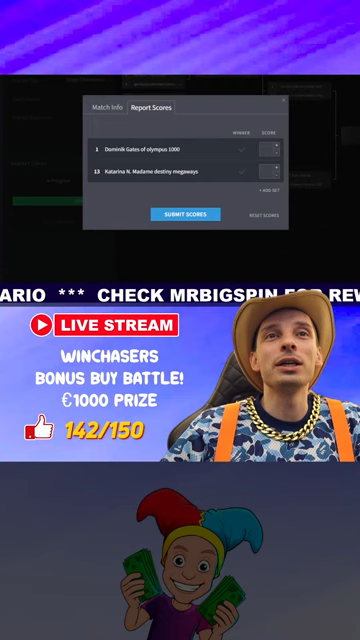 Match Info
Report Scores
WINNER
SCORE
1 Dominik Gates of olympus 1000
13 Katarina N. Madame destiny megaways
+ ADD SET
SUBMIT SCORES
RESET SCORES
ARIO *** CHECK MRBIGSPIN FOR REW
LIVE STREAM
WINCHASERS
BONUS BUY BATTLE!
€1000 PRIZE
142/150